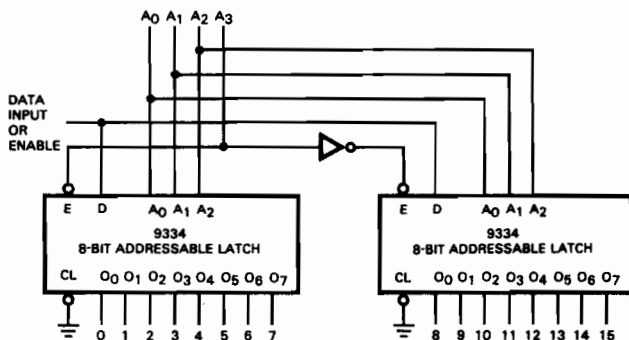 A0 A1 A2 A3
DATA
INPUT
OR
ENABLE
E D A0 A1 A2
9334
8-BIT ADDRESSABLE LATCH
CL O0 O1 O2 O3 O4 O5 O6 O7
0 1 2 3 4 5 6 7
E D A0 A1 A2
9334
8-BIT ADDRESSABLE LATCH
CL O0 O1 O2 O3 O4 O5 O6 O7
8 9 10 11 12 13 14 15